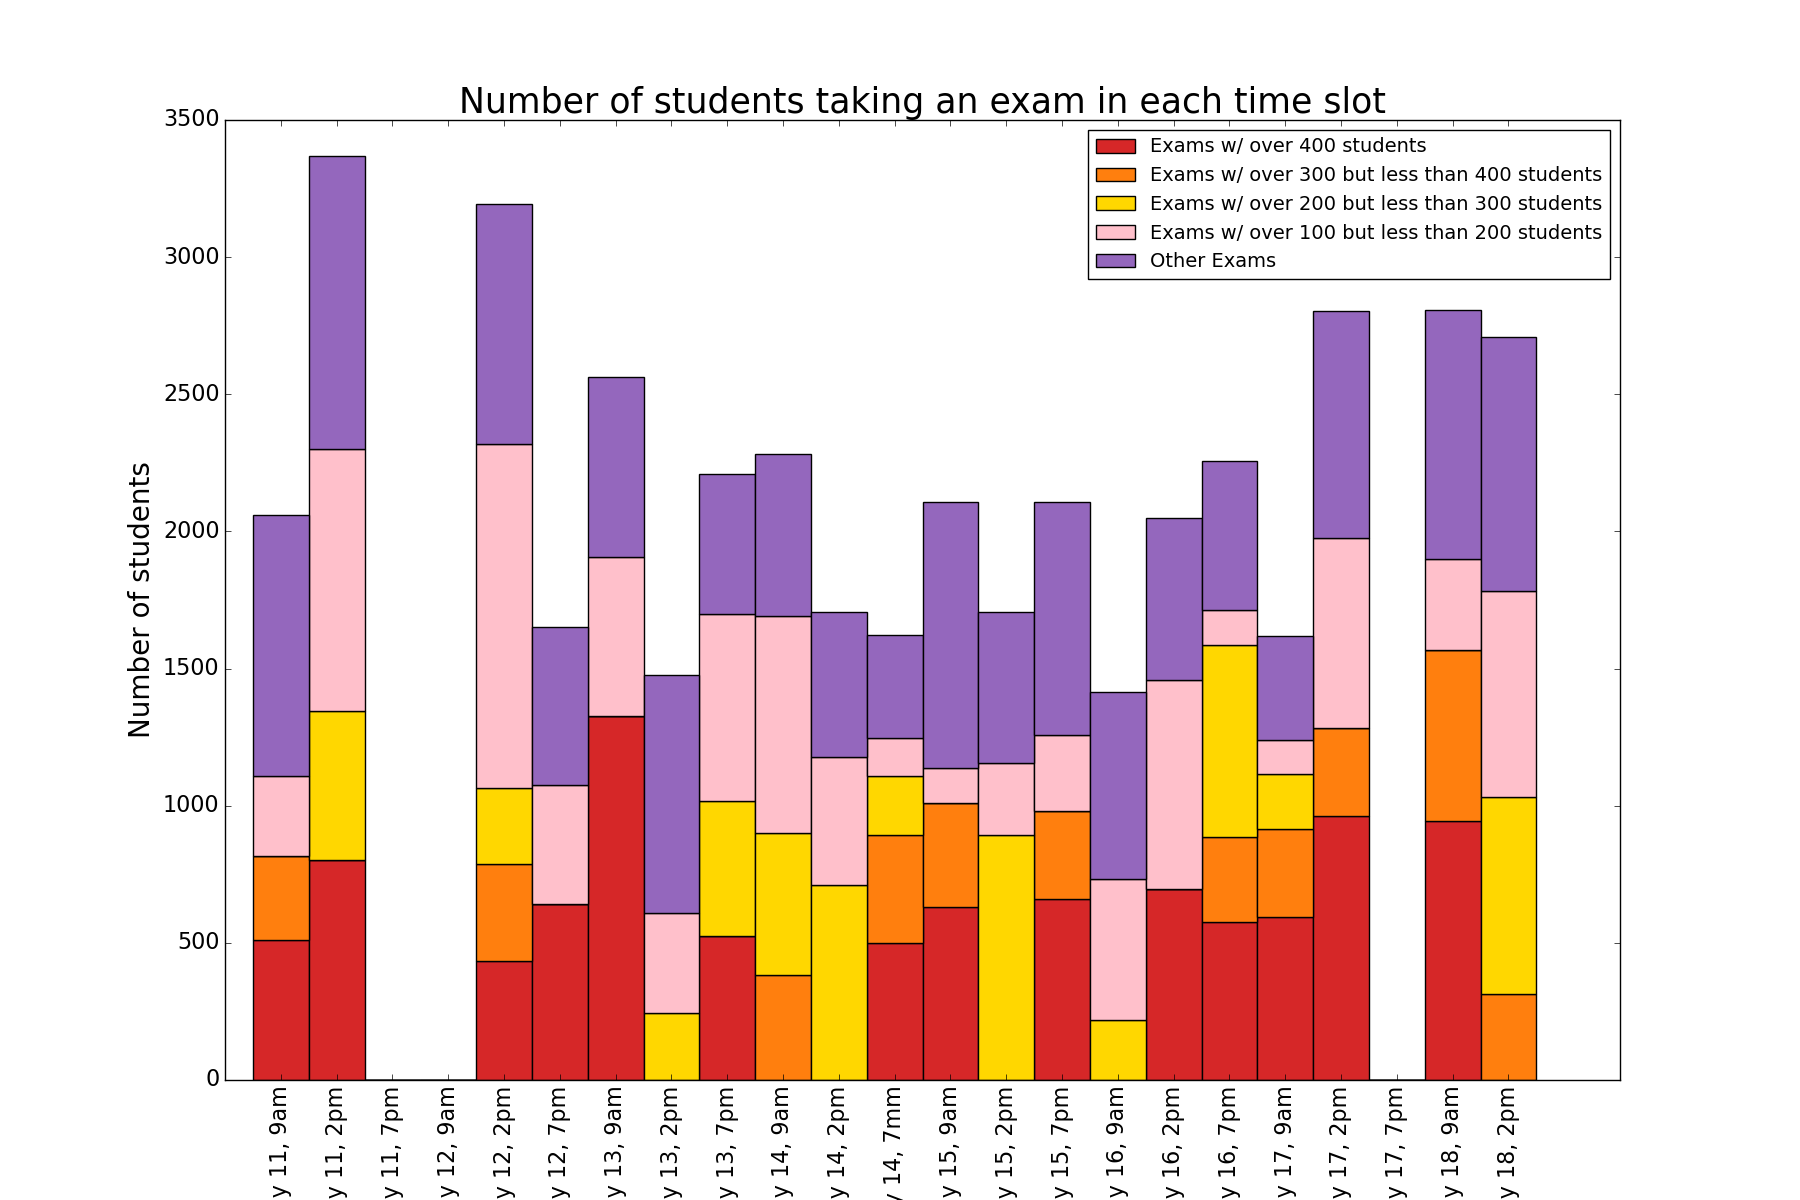 Number of students taking an exam in each time slot
Exams w/ over 400 students
Exams w/ over 300 but less than 400 students
Exams w/ over 200 but less than 300 students
Exams w/ over 100 but less than 200 students
Other Exams
Number of students
3500
3000
2500
2000
1500
1000
500
0
y 11, 9am
y 11, 2pm
y 11, 7pm
y 12, 9am
y 12, 2pm
y 12, 7pm
y 13, 9am
y 13, 2pm
y 13, 7pm
y 14, 9am
y 14, 2pm
y 14, 7mm
y 15, 9am
y 15, 2pm
y 15, 7pm
y 16, 9am
y 16, 2pm
y 16, 7pm
y 17, 9am
y 17, 2pm
y 17, 7pm
y 18, 9am
y 18, 2pm